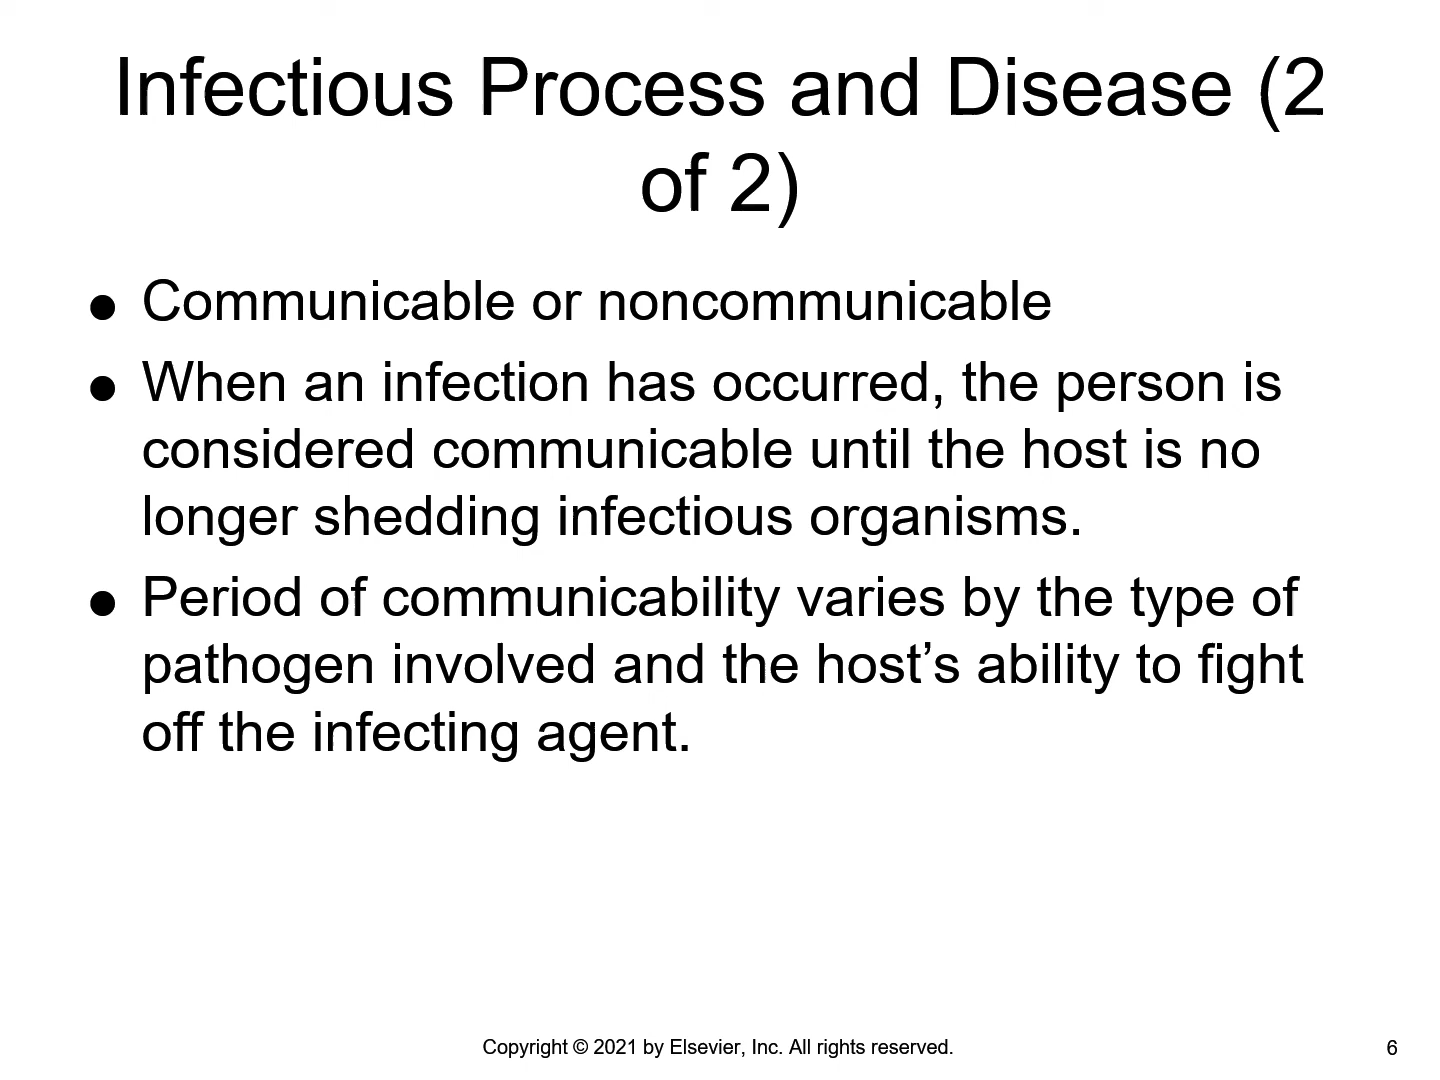 Infectious Process and Disease (2
of 2)
● Communicable or noncommunicable
● When an infection has occurred, the person is
considered communicable until the host is no
longer shedding infectious organisms.
● Period of communicability varies by the type of
pathogen involved and the host’s ability to fight
off the infecting agent.
Copyright © 2021 by Elsevier, Inc. All rights reserved.
6